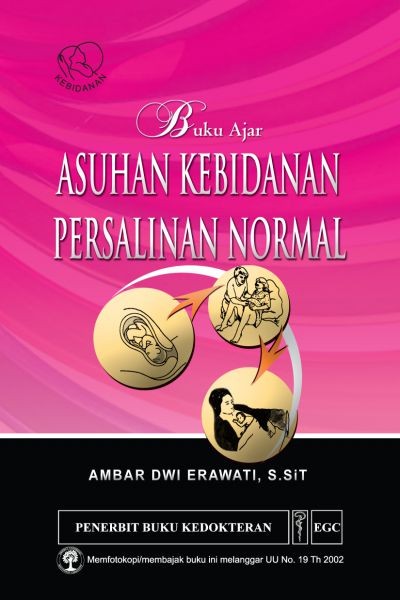 KEBIDANAN
Buku Ajar
ASUHAN KEBIDANAN
PERSALINAN NORMAL
AMBAR DWI ERAWATI, S.SiT
PENERBIT BUKU KEDOKTERAN EGC
Memfotokopi/membajak buku ini melanggar UU No. 19 Th 2002